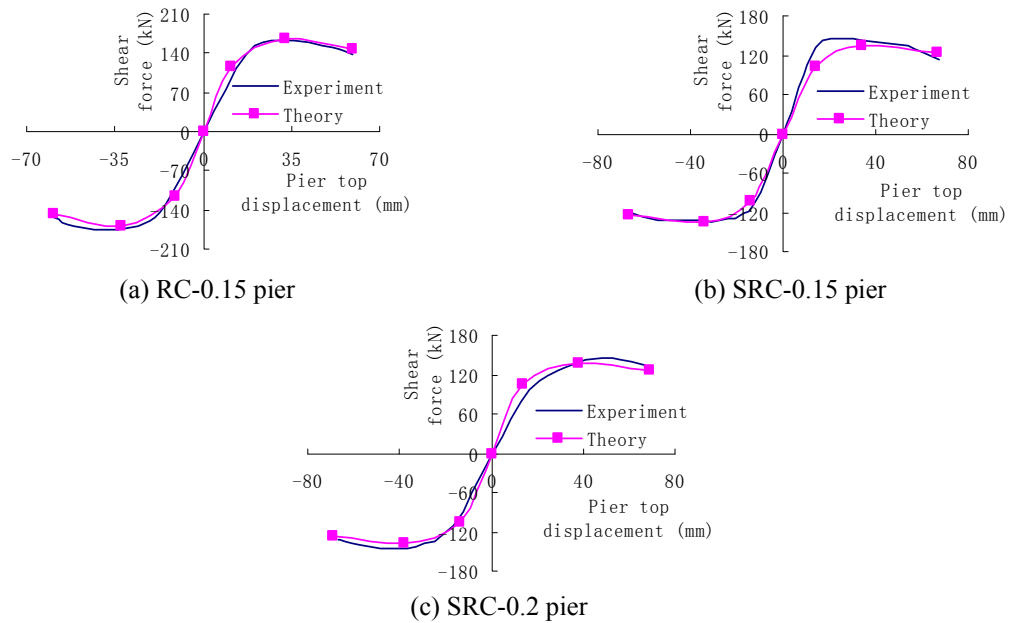 210
140
70
0
-70
-140
-210
Shear
force (kN)
Experiment
Theory
-70
-35
0
35
70
Pier top
displacement (mm)
(a) RC-0.15 pier
180
120
60
0
-60
-120
-180
Shear
force (kN)
Experiment
Theory
-80
-40
0
40
80
Pier top
displacement (mm)
(b) SRC-0.15 pier
180
120
60
0
-60
-120
-180
Shear
force (kN)
Experiment
Theory
-80
-40
0
40
80
Pier top
displacement (mm)
(c) SRC-0.2 pier